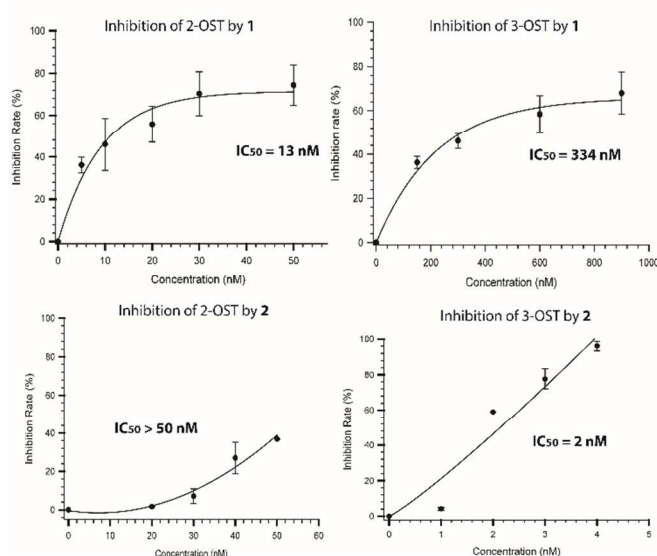 Inhibition of 2-OST by 1
Inhibition Rate (%)
100
80
60
40
20
0
IC50 = 13 nM
0 10 20 30 40 50
Concentration (nM)
Inhibition of 3-OST by 1
Inhibition rate (%)
100
80
60
40
20
0
IC50 = 334 nM
0 200 400 600 800 1000
Concentration (nM)
Inhibition of 2-OST by 2
Inhibition Rate (%)
100
80
60
40
20
0
IC50 > 50 nM
0 10 20 30 40 50 60
Concentration (nM)
Inhibition of 3-OST by 2
Inhibition Rate (%)
100
80
60
40
20
0
IC50 = 2 nM
0 1 2 3 4 5
Concentration (nM)